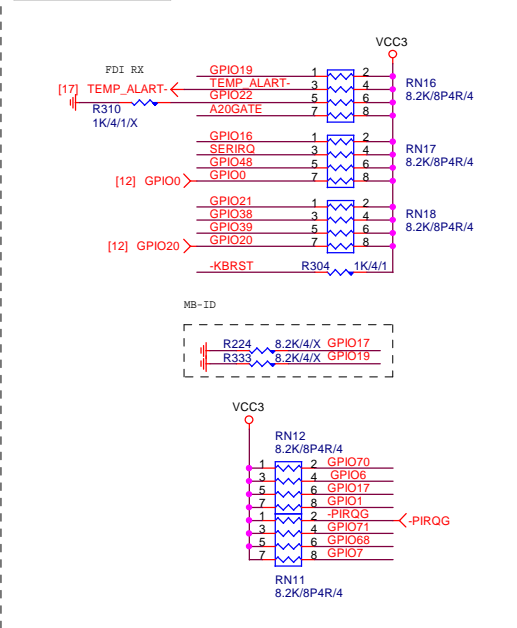 VCC3
FDI RX
GPIO19 1 2
[17] TEMP_ALART- TEMP_ALART- 3 4 RN16
GPIO22 5 6 8.2K/8P4R/4
R310 A20GATE 7 8
1K/4/1/X
GPIO16 1 2
SERIRQ 3 4 RN17
GPIO48 5 6 8.2K/8P4R/4
[12] GPIO0 GPIO0 7 8
GPIO21 1 2
GPIO38 3 4 RN18
GPIO39 5 6 8.2K/8P4R/4
[12] GPIO20 GPIO20 7 8
-KBRST R304 1K/4/1
MB-ID
R224 8.2K/4/X GPIO17
R333 8.2K/4/X GPIO19
VCC3
RN12
8.2K/8P4R/4
1 2 GPIO70
3 4 GPIO6
5 6 GPIO17
7 8 GPIO1
1 2 -PIRQG -PIRQG
3 4 GPIO71
5 6 GPIO68
7 8 GPIO7
RN11
8.2K/8P4R/4